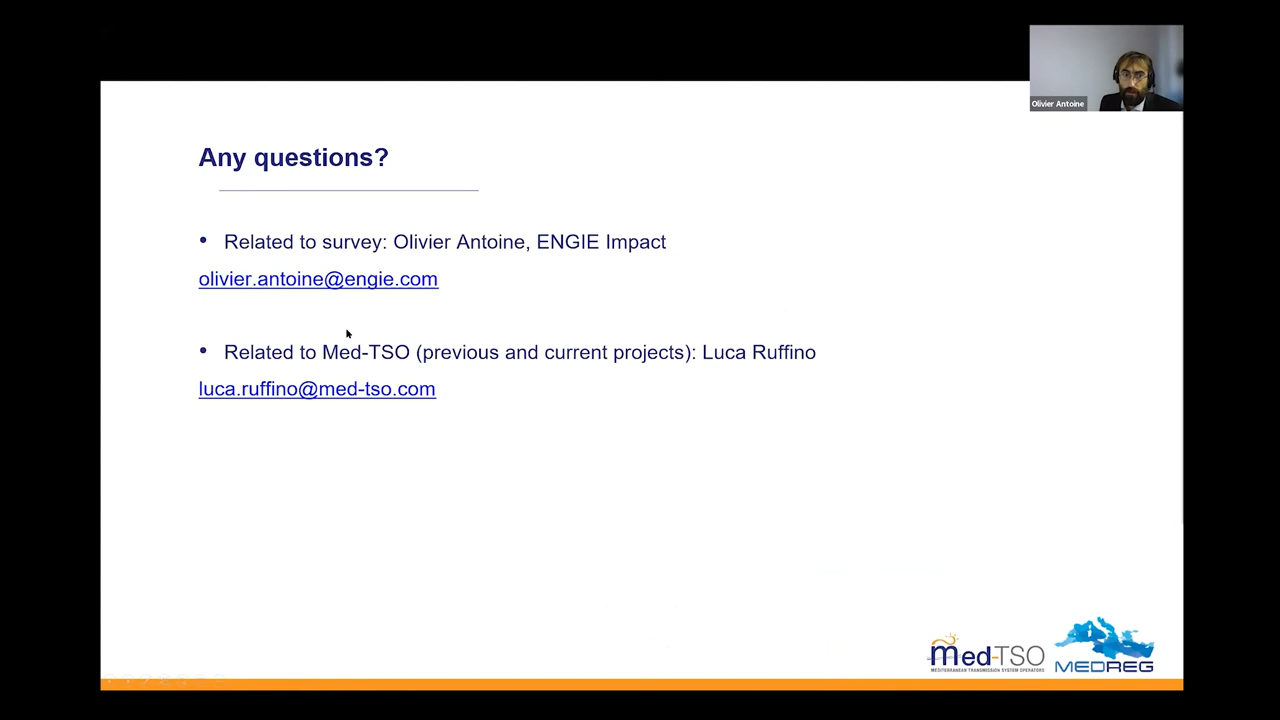 Olivier Antoine
Any questions?
• Related to survey: Olivier Antoine, ENGIE Impact
olivier.antoine@engie.com
• Related to Med-TSO (previous and current projects): Luca Ruffino
luca.ruffino@med-tso.com
Med-TSO
MEDITERRANEAN TRANSMISSION SYSTEM OPERATORS
MEDREG